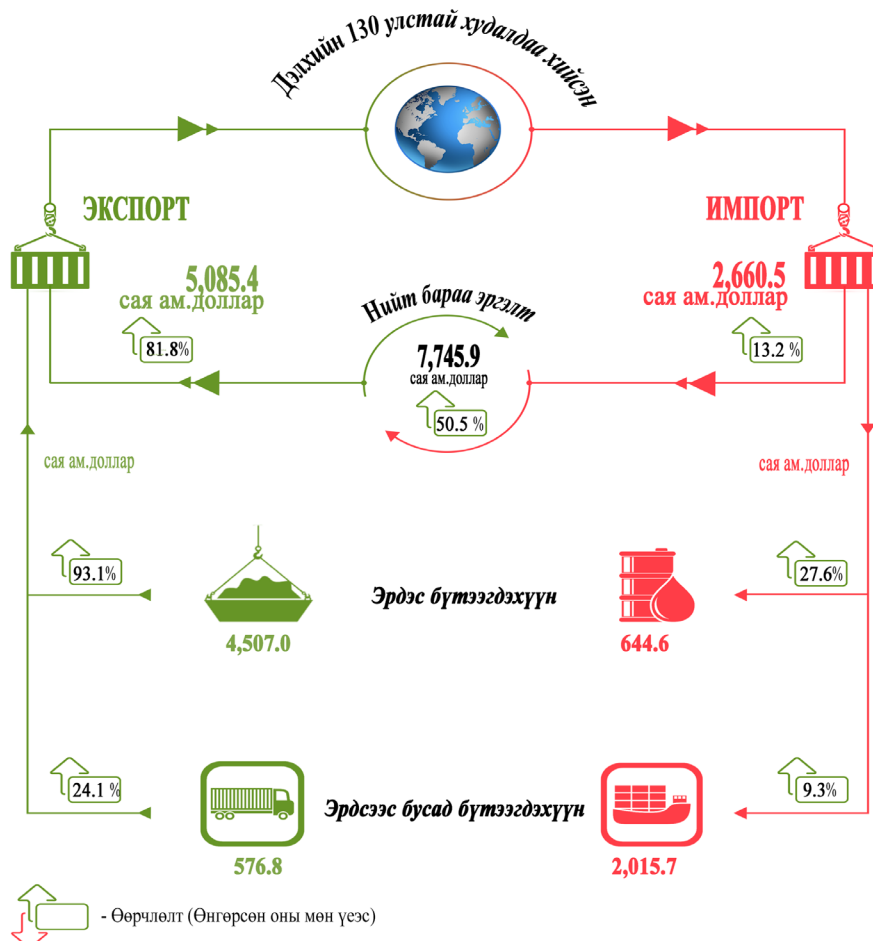 Дэлхийн 130 улстай худалдаа хийсэн
ЭКСПОРТ
ИМПОРТ
5,085.4
сая ам.доллар
81.8%
2,660.5
сая ам.доллар
13.2 %
Нийт бараа эргэлт
7,745.9
сая ам.доллар
50.5 %
сая ам.доллар
сая ам.доллар
93.1%
Эрдэс бүтээгдэхүүн
27.6%
4,507.0
644.6
24.1 %
Эрдсээс бусад бүтээгдэхүүн
9.3%
576.8
2,015.7
- Өөрчлөлт (Өнгөрсөн оны мөн үеэс)